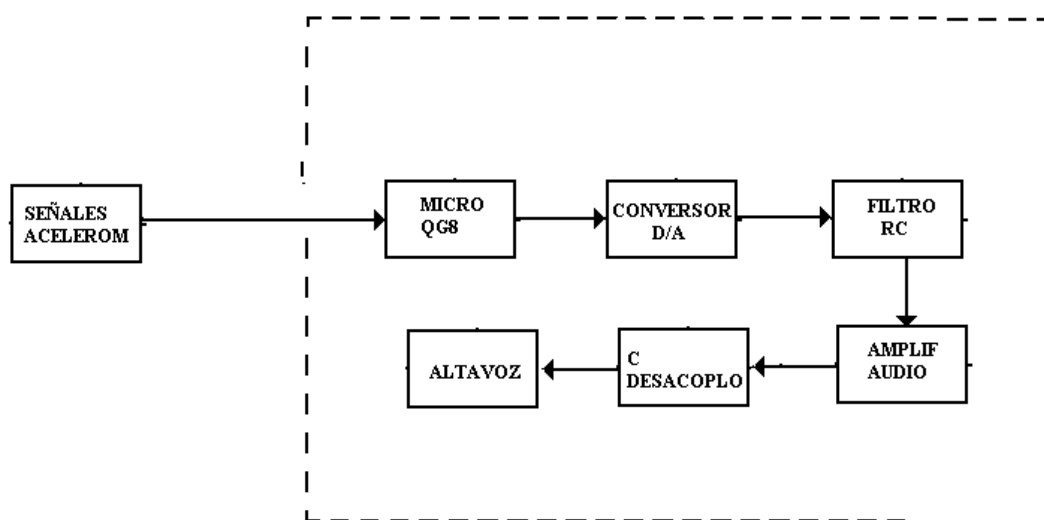 SEÑALES
ACELEROM
MICRO
QG8
CONVERSOR
D/A
FILTRO
RC
AMPLIF
AUDIO
C
DESACOPLO
ALTAVOZ